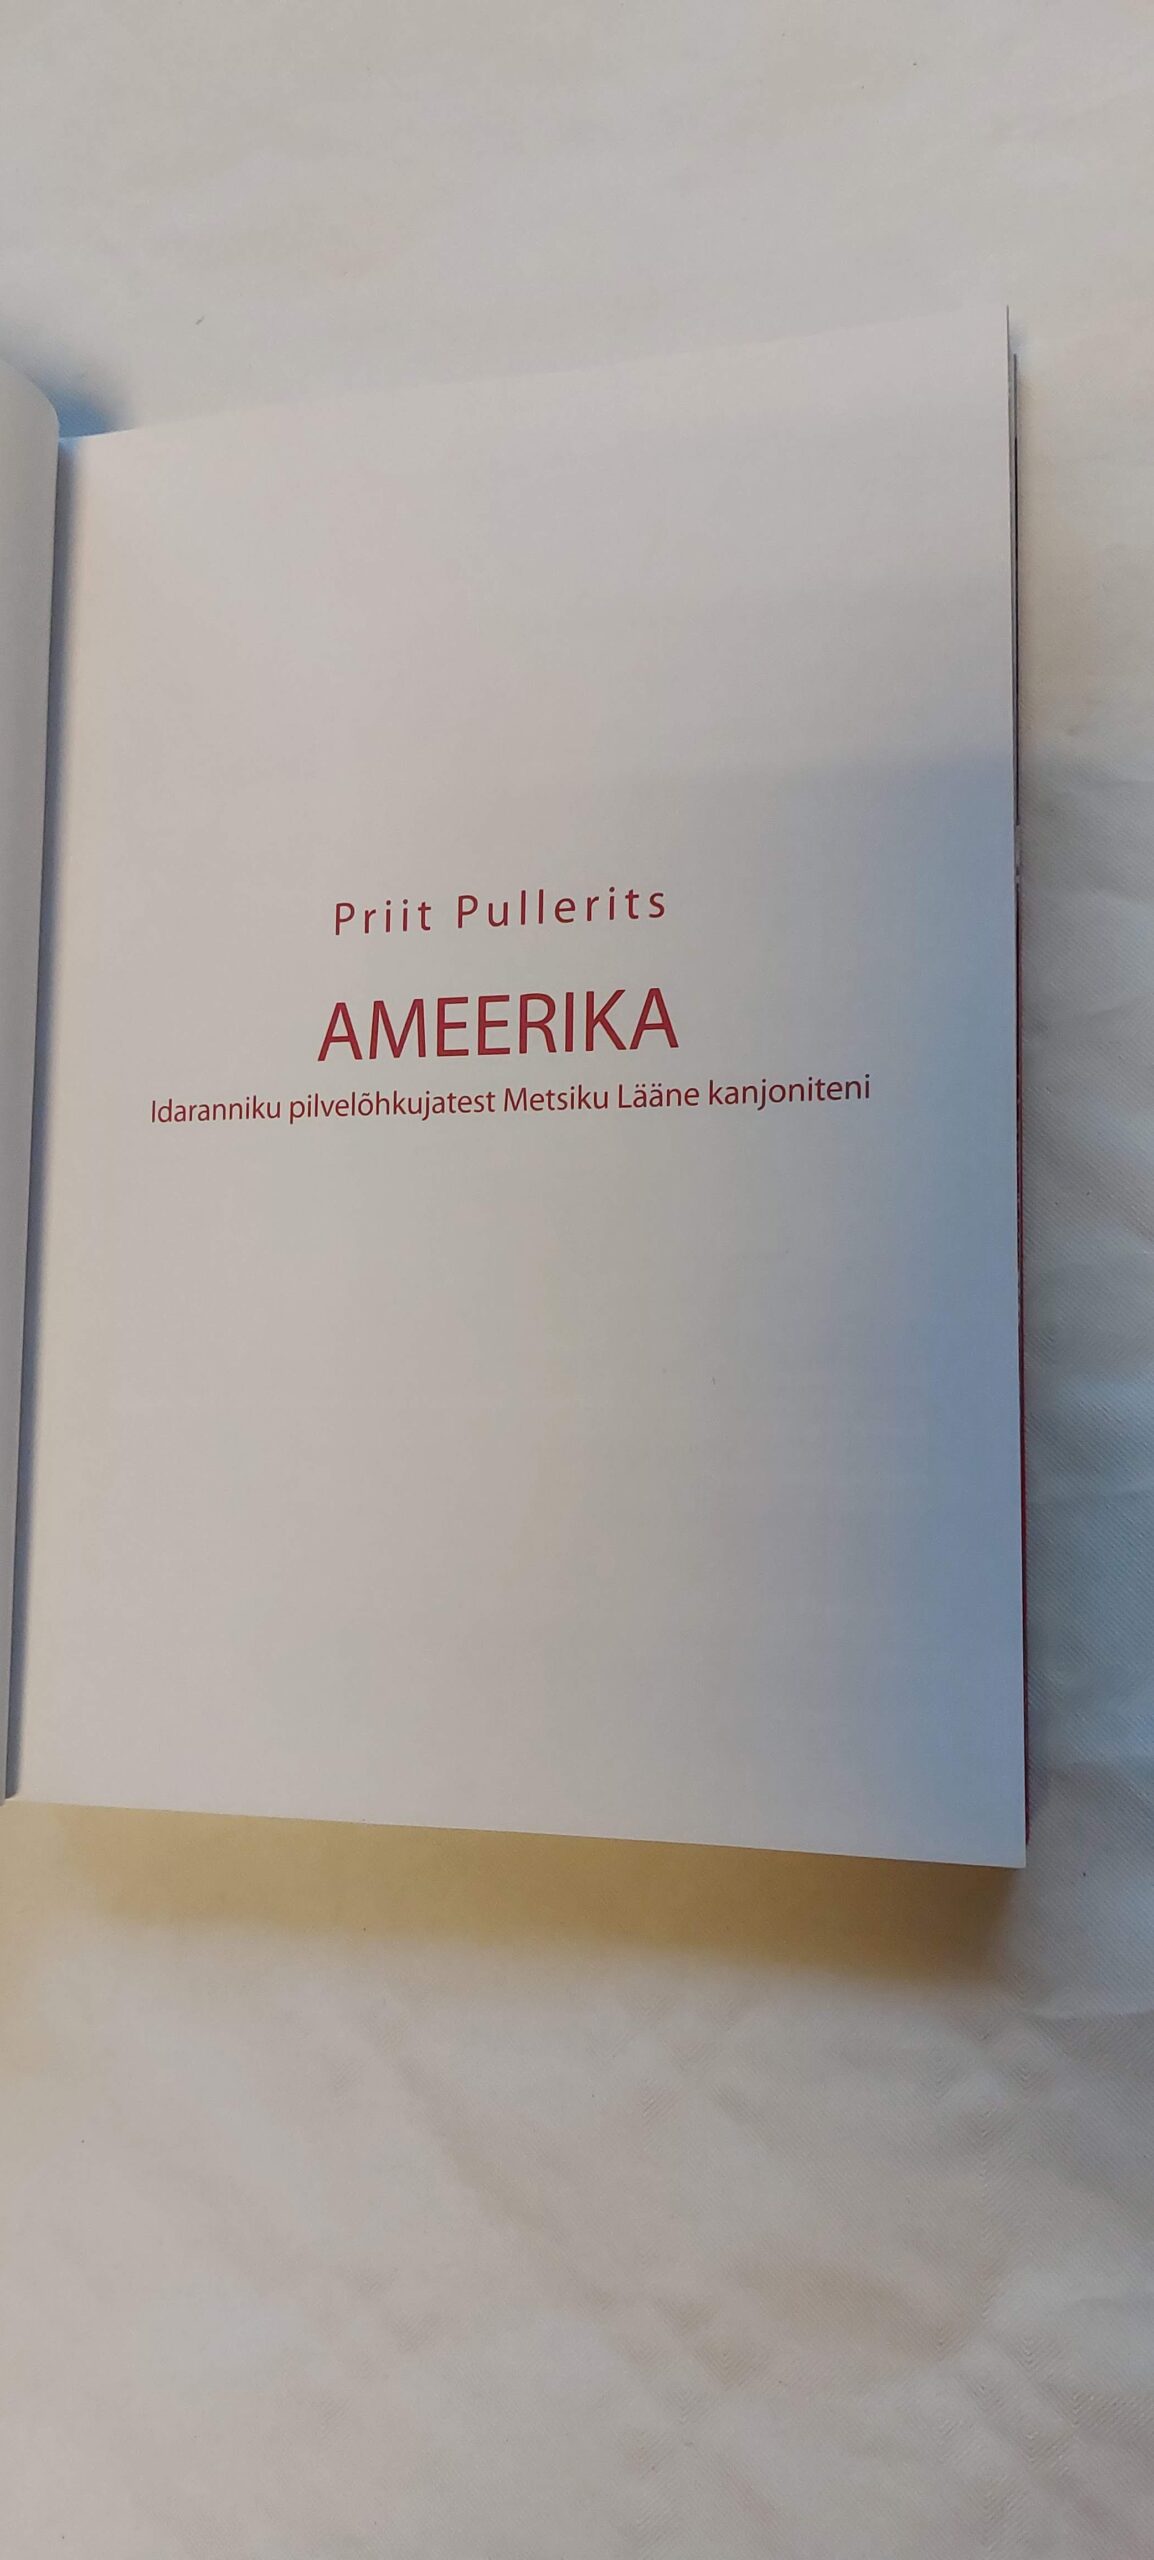 Priit Pullerits
AMEERIKA
Idaranniku pilvelõhkujatest Metsiku Lääne kanjoniteni